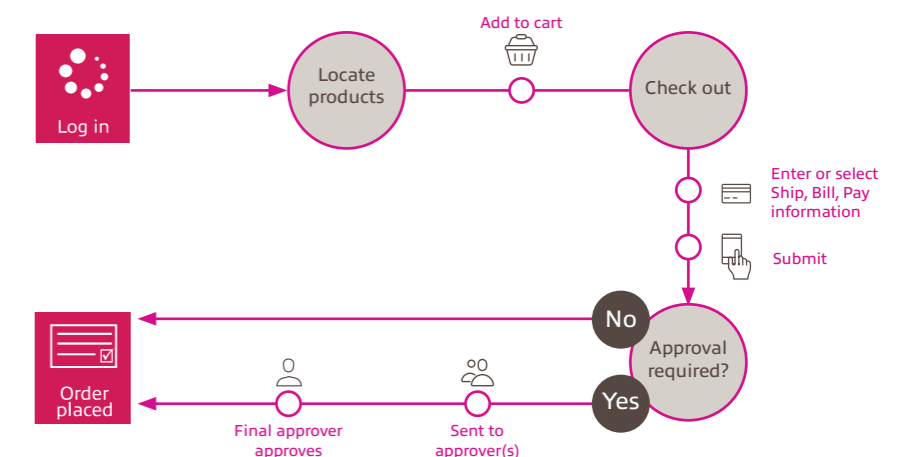 Add to cart
Locate
products
Check out
Log in
Enter or select
Ship, Bill, Pay
information
Submit
No
Approval
required?
Yes
Order
placed
Final approver
approves
Sent to
approver(s)